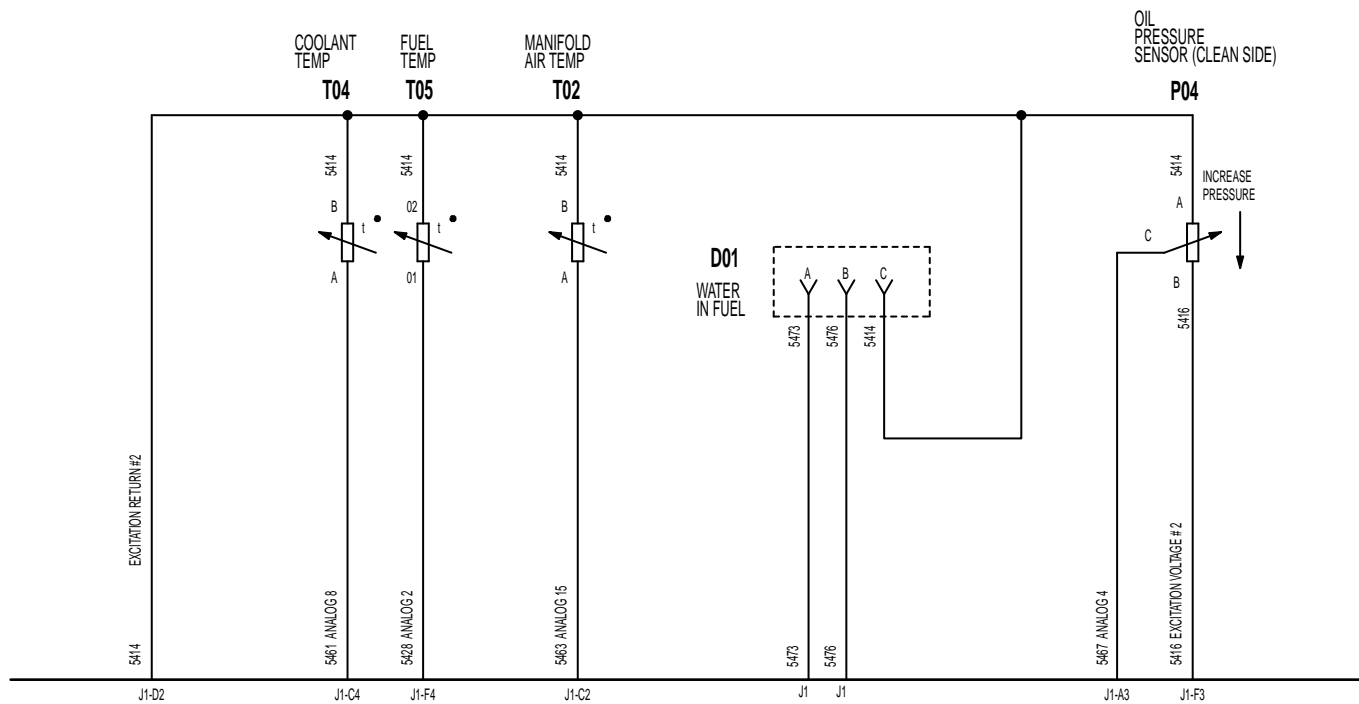 COOLANT
TEMP
T04
FUEL
TEMP
T05
MANIFOLD
AIR TEMP
T02
OIL
PRESSURE
SENSOR (CLEAN SIDE)
P04
5414
5414
5414
5414
INCREASE
PRESSURE
B
02
B
A
t
t
t
C
A
01
A
B
D01
WATER
IN FUEL
A
B
C
5473
5476
5414
5416
EXCITATION RETURN #2
5414
5461 ANALOG 8
5428 ANALOG 2
5463 ANALOG 15
5473
5476
5467 ANALOG 4
5416 EXCITATION VOLTAGE # 2
J1-D2
J1-C4
J1-F4
J1-C2
J1
J1
J1-A3
J1-F3